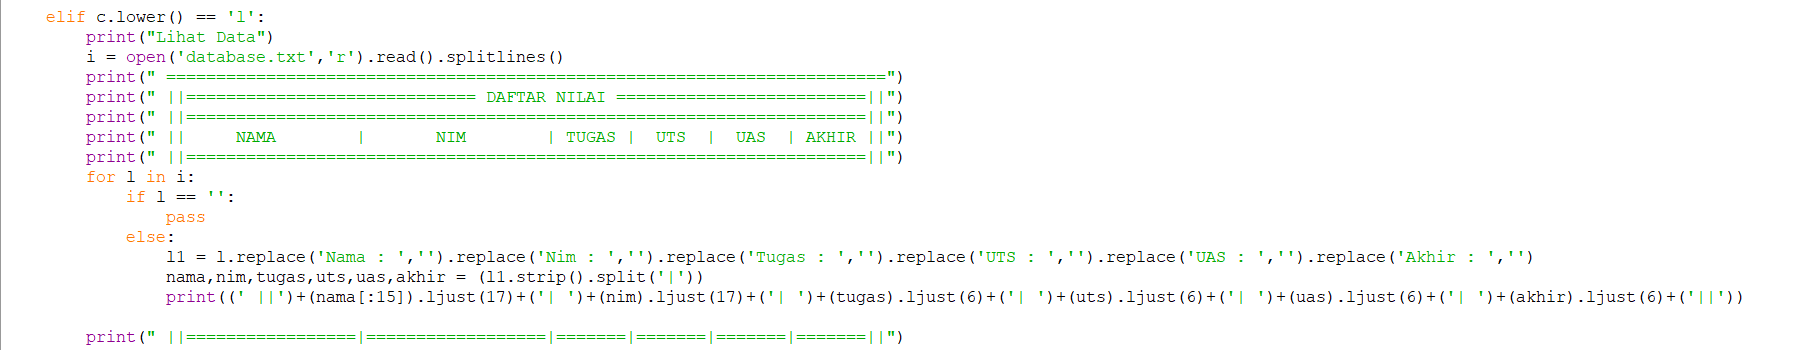 elif c.lower() == 'l':
    print("Lihat Data")
    i = open('database.txt','r').read().splitlines()
    print(" ========================================================================")
    print(" ||============================= DAFTAR NILAI =========================||")
    print(" ||====================================================================||")
    print(" ||     NAMA        |       NIM        | TUGAS |  UTS  |  UAS  | AKHIR ||")
    print(" ||====================================================================||")
    for l in i:
        if l == '':
            pass
        else:
            l1 = l.replace('Nama : ','').replace('Nim : ','').replace('Tugas : ','').replace('UTS : ','').replace('UAS : ','').replace('Akhir : ','')
            nama,nim,tugas,uts,uas,akhir = (l1.strip().split('|'))
            print((' ||')+(nama[:15]).ljust(17)+('| ')+(nim).ljust(17)+('| ')+(tugas).ljust(6)+('| ')+(uts).ljust(6)+('| ')+(uas).ljust(6)+('| ')+(akhir).ljust(6)+('||'))
    print(" ||=================|==================|=======|=======|=======|=======||")